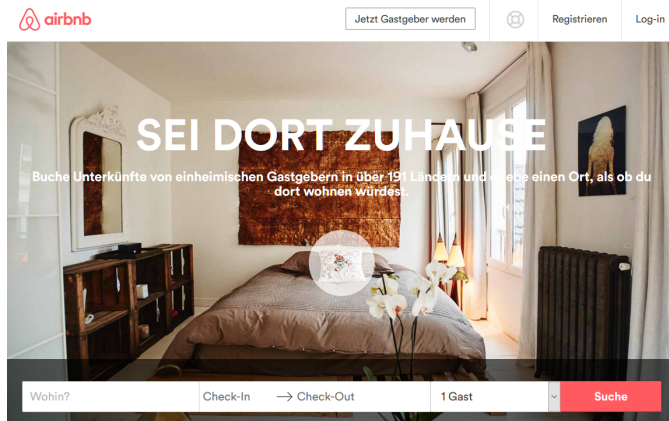 airbnb
Jetzt Gastgeber werden
Registrieren
Log-in
SEI DORT ZUHAUSE
Buche Unterkünfte von einheimischen Gastgebern in über 191 Ländern und erlebe einen Ort, als ob du
dort wohnen würdest.
Wohin?
Check-In → Check-Out
1 Gast
Suche